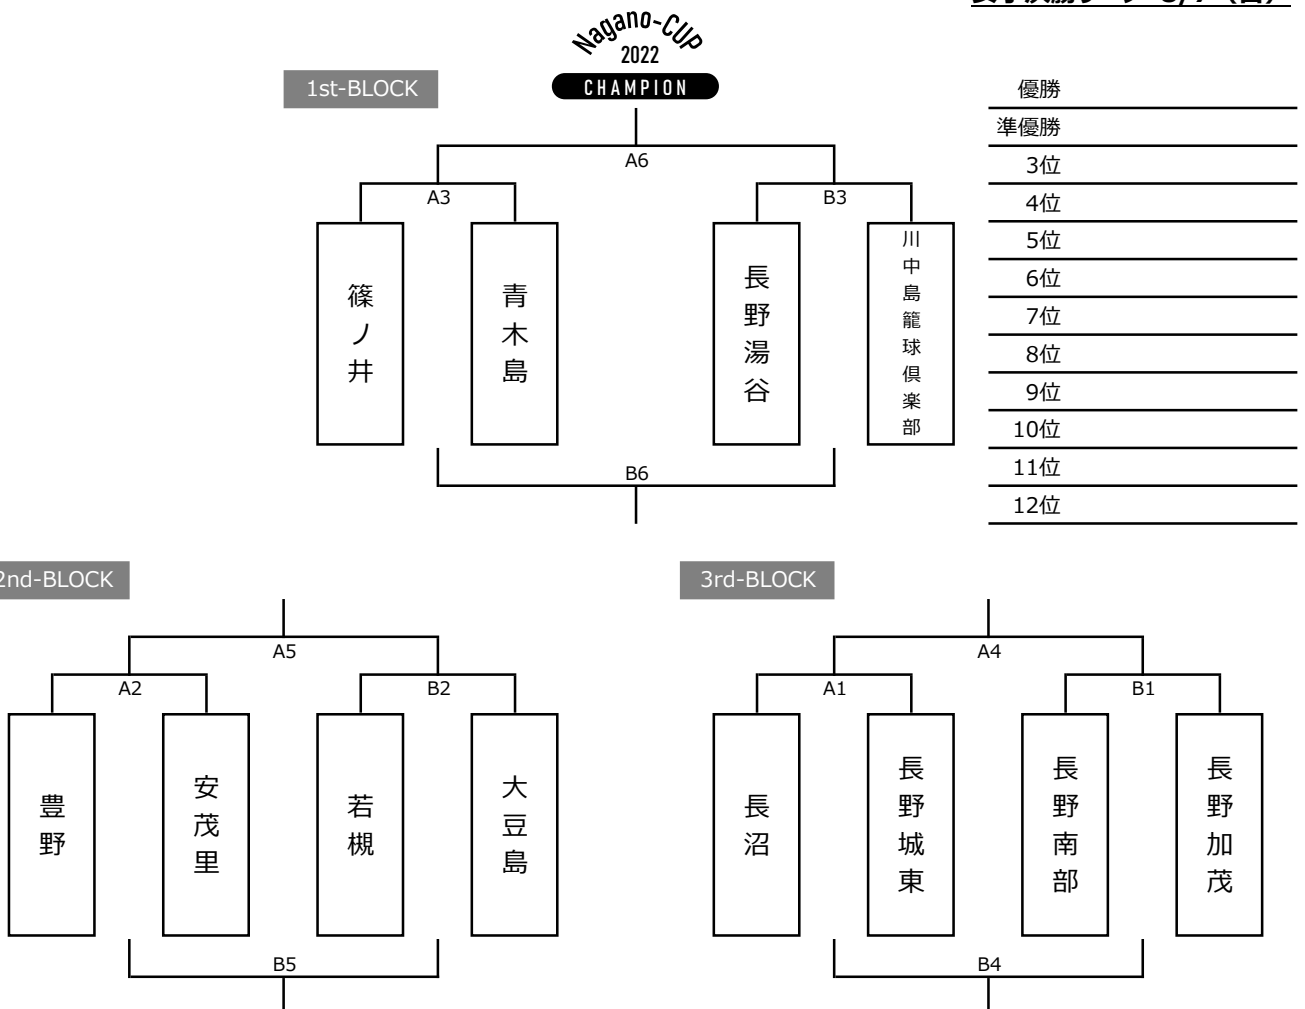 Nagano-CUP
2022
CHAMPION
1st-BLOCK
優勝
準優勝
3位
4位
5位
6位
7位
8位
9位
10位
11位
12位
A6
A3
B3
篠ノ井
青木島
長野湯谷
川中島籠球倶楽部
B6
2nd-BLOCK
A5
A2
B2
豊野
安茂里
若槻
大豆島
B5
3rd-BLOCK
A4
A1
B1
長沼
長野城東
長野南部
長野加茂
B4